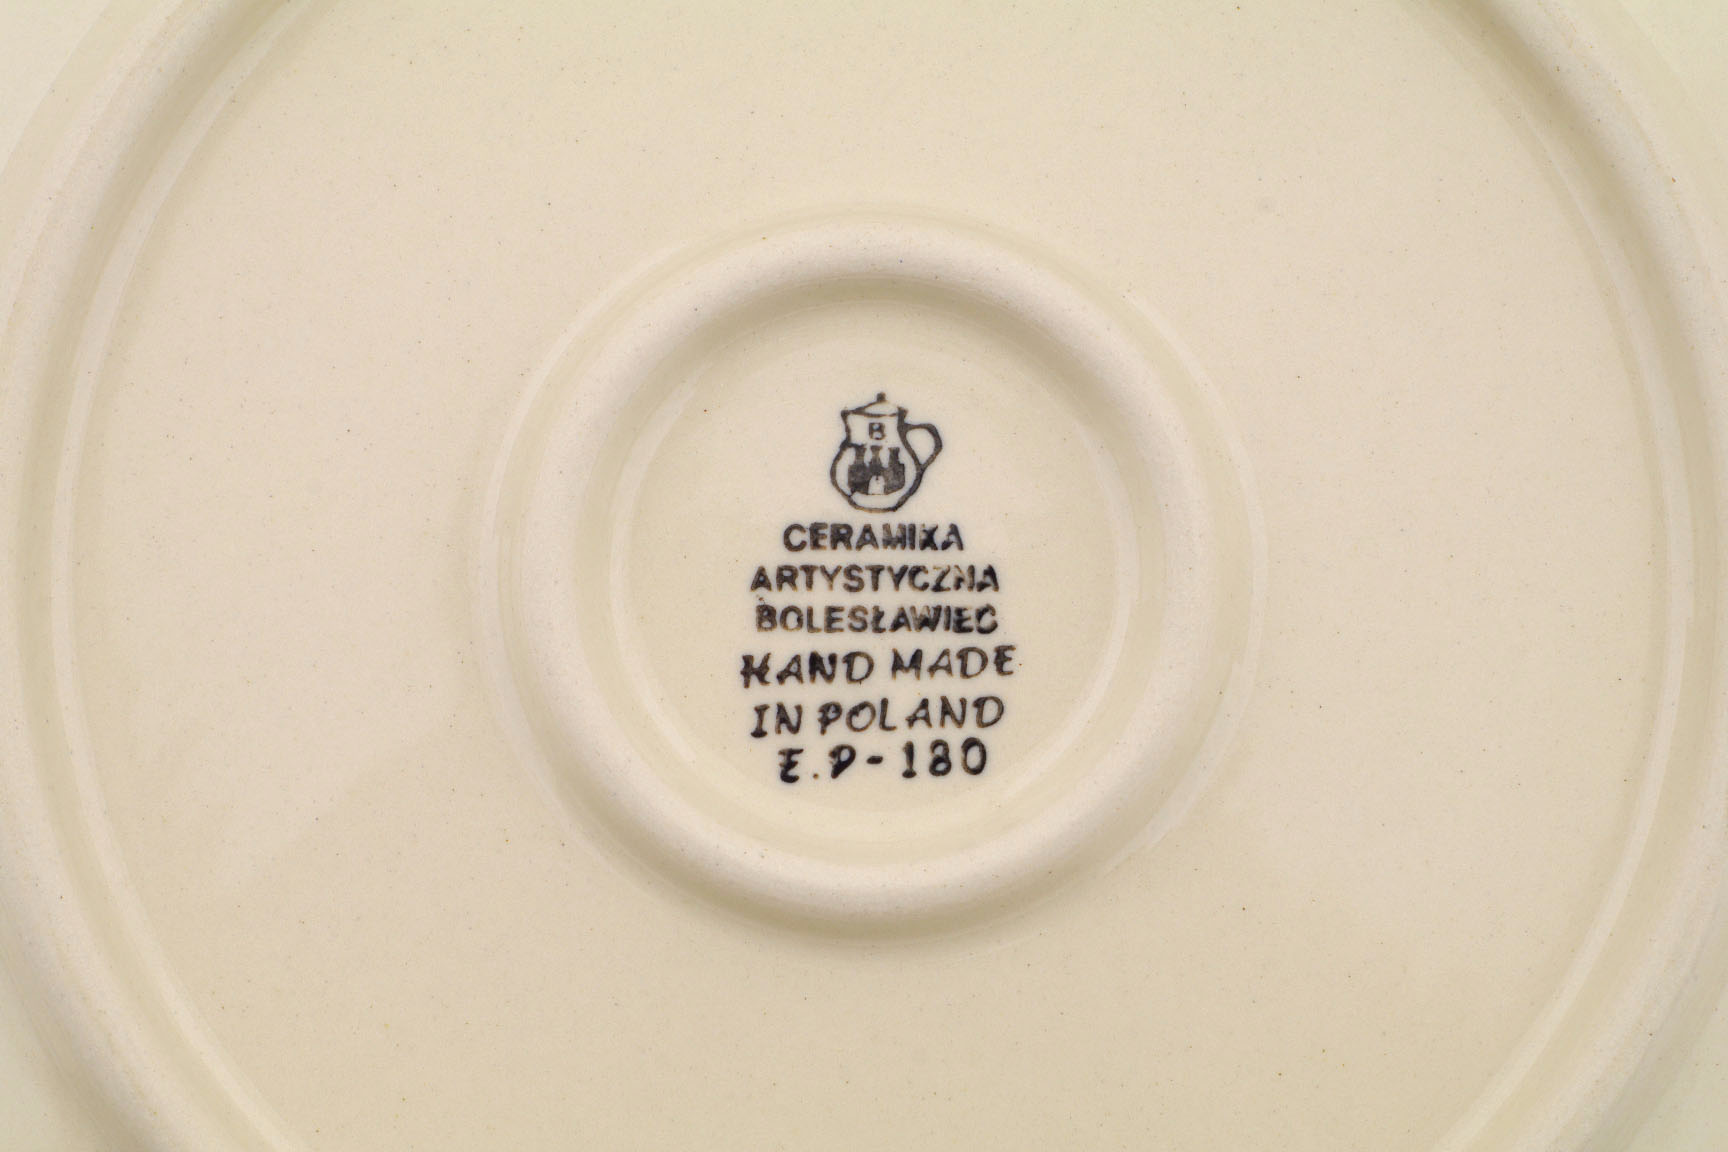 B
CERAMIKA
ARTYSTYCZNA
BOLESŁAWIEC
HAND MADE
IN POLAND
E.P-180